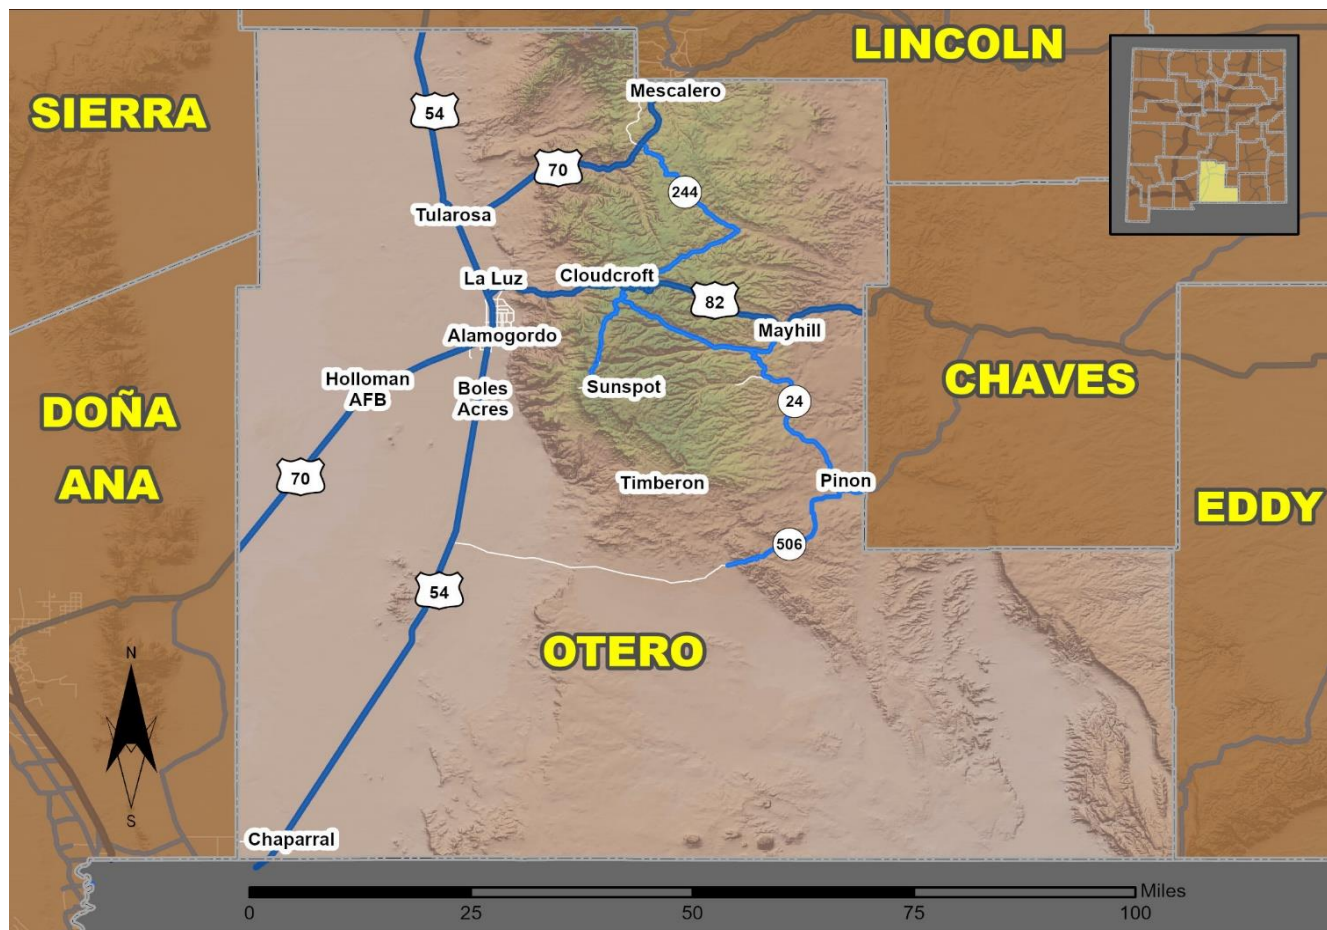 LINCOLN
SIERRA
54
Mescalero
70
244
Tularosa
La Luz
Cloudcroft
82
Alamogordo
Mayhill
Holloman
AFB
Boles
Acres
Sunspot
24
CHAVES
DOÑA
ANA
70
Timberon
Pinon
EDDY
506
54
OTERO
N
S
Chaparral
Miles
0
25
50
75
100